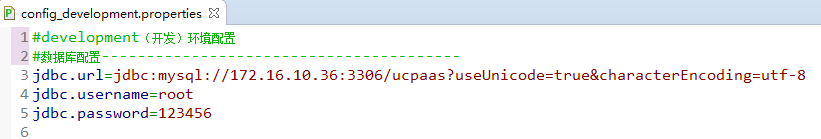 config_development.properties
1 #development（开发）环境配置
2 #数据库配置----------------------------------------
3 jdbc.url=jdbc:mysql://172.16.10.36:3306/ucpaas?useUnicode=true&characterEncoding=utf-8
4 jdbc.username=root
5 jdbc.password=123456
6